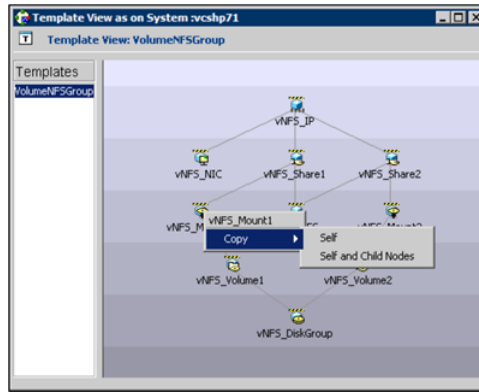 Template View as on System :vcshp71
Template View: VolumeNFSGroup
Templates
VolumeNFSGroup
vNFS_IP
vNFS_NIC
vNFS_Share1
vNFS_Share2
vNFS_Mount1
Copy
Self
Self and Child Nodes
vNFS_Volume1
vNFS_Volume2
vNFS_DiskGroup